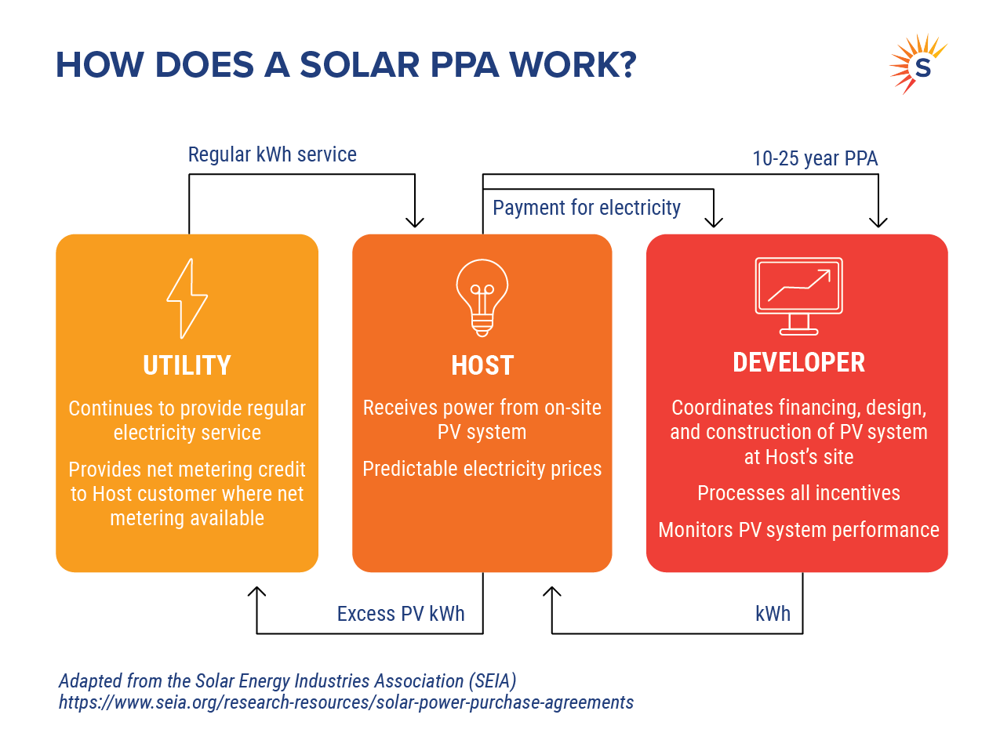 HOW DOES A SOLAR PPA WORK?
S
Regular kWh service
10-25 year PPA
Payment for electricity
UTILITY
Continues to provide regular
electricity service
Provides net metering credit
to Host customer where net
metering available
HOST
Receives power from on-site
PV system
Predictable electricity prices
DEVELOPER
Coordinates financing, design,
and construction of PV system
at Host’s site
Processes all incentives
Monitors PV system performance
Excess PV kWh
kWh
Adapted from the Solar Energy Industries Association (SEIA)
https://www.seia.org/research-resources/solar-power-purchase-agreements